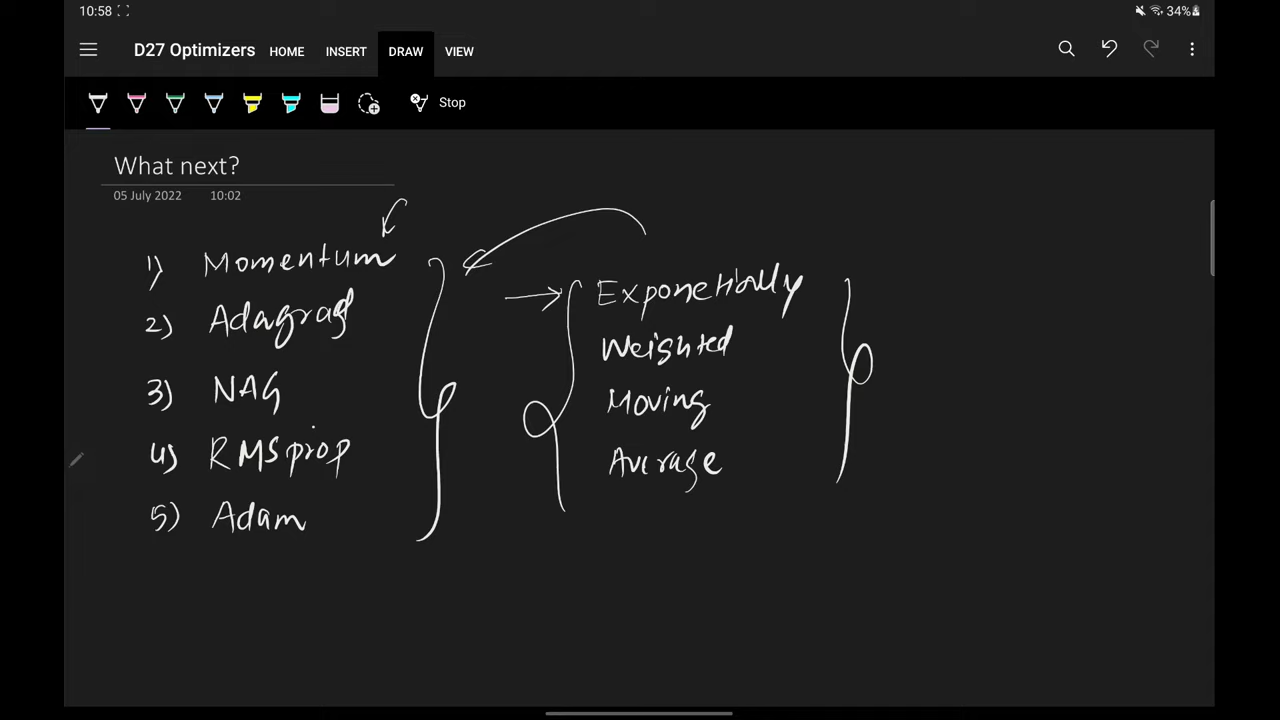 10:58
34%
D27 Optimizers HOME INSERT DRAW VIEW
Stop
What next?
05 July 2022 10:02
1) Momentum
2) Adagrad
3) NAG
4) RMSprop
5) Adam
Exponetially
Weighted
Moving
Average